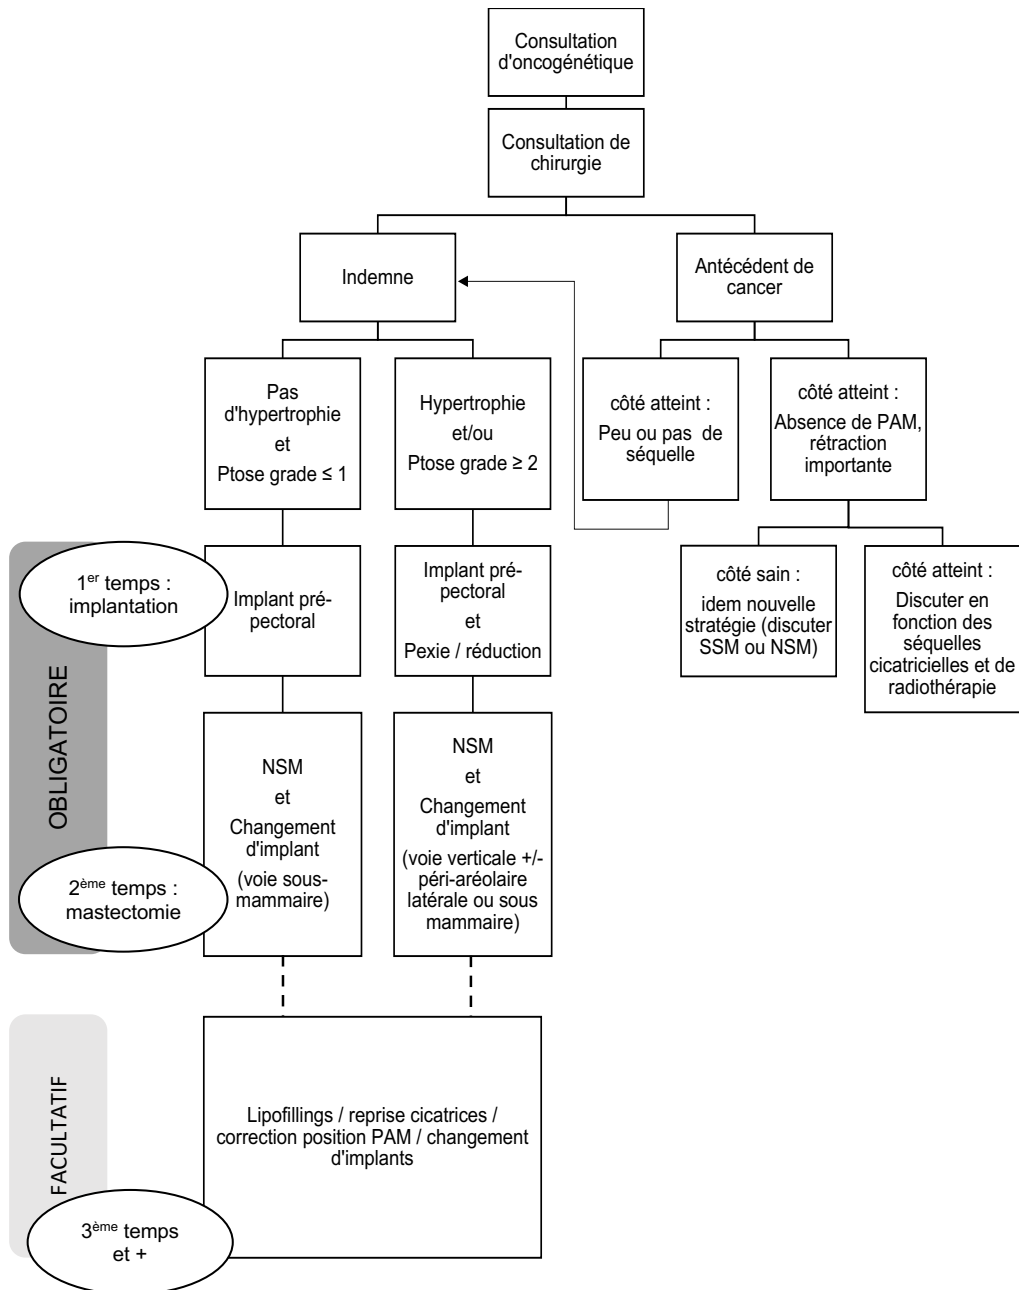 Consultation
d'oncogénétique
Consultation de
chirurgie
Indemne
Antécédent de
cancer
Pas
d'hypertrophie
et
Ptose grade ≤ 1
Hypertrophie
et/ou
Ptose grade ≥ 2
côté atteint :
Peu ou pas de
séquelle
côté atteint :
Absence de PAM,
rétraction
importante
OBLIGATOIRE
1er temps :
implantation
Implant pré-
pectoral
Implant pré-
pectoral
et
Pexie / réduction
côté sain :
idem nouvelle
stratégie (discuter
SSM ou NSM)
côté atteint :
Discuter en
fonction des
séquelles
cicatricielles et de
radiothérapie
2ème temps :
mastectomie
NSM
et
Changement
d'implant
(voie sous-
mammaire)
NSM
et
Changement
d'implant
(voie verticale +/-
péri-aréolaire
latérale ou sous
mammaire)
FACULTATIF
3ème temps
et +
Lipofillings / reprise cicatrices /
correction position PAM / changement
d'implants